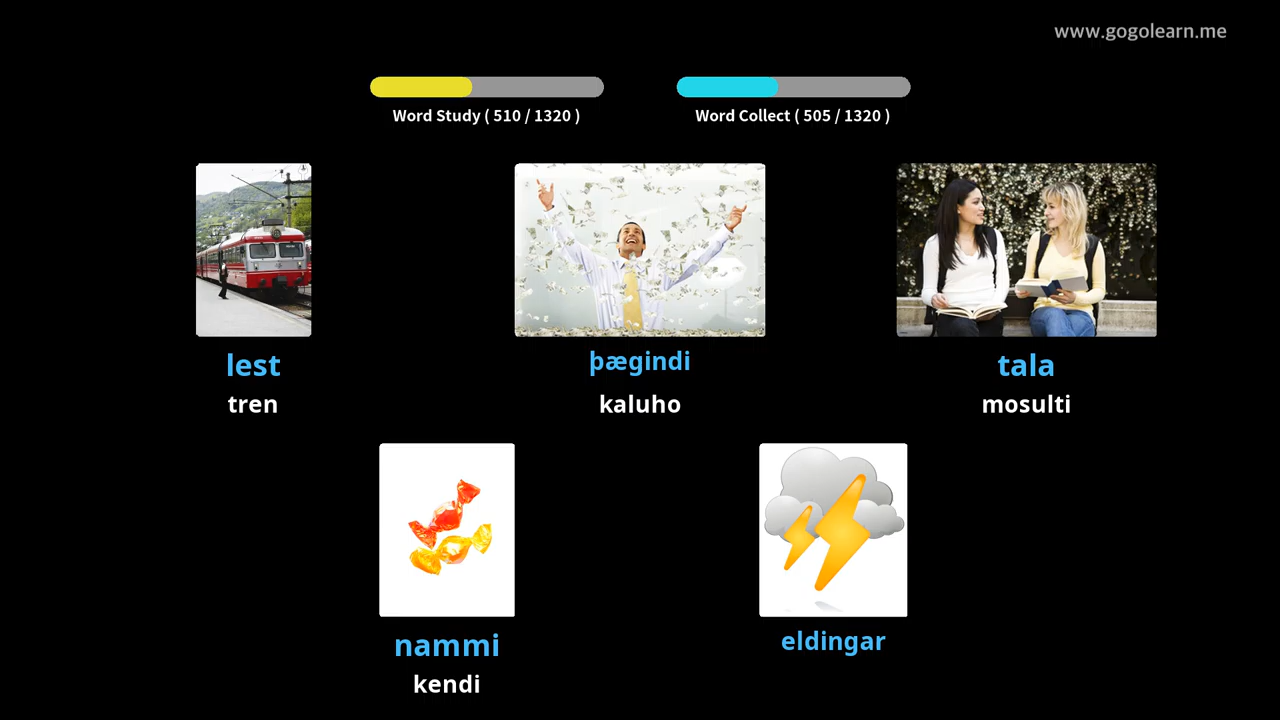 www.gogolearn.me
Word Study ( 510 / 1320 )
Word Collect ( 505 / 1320 )
lest
tren
þægindi
kaluho
tala
mosulti
nammi
kendi
eldingar